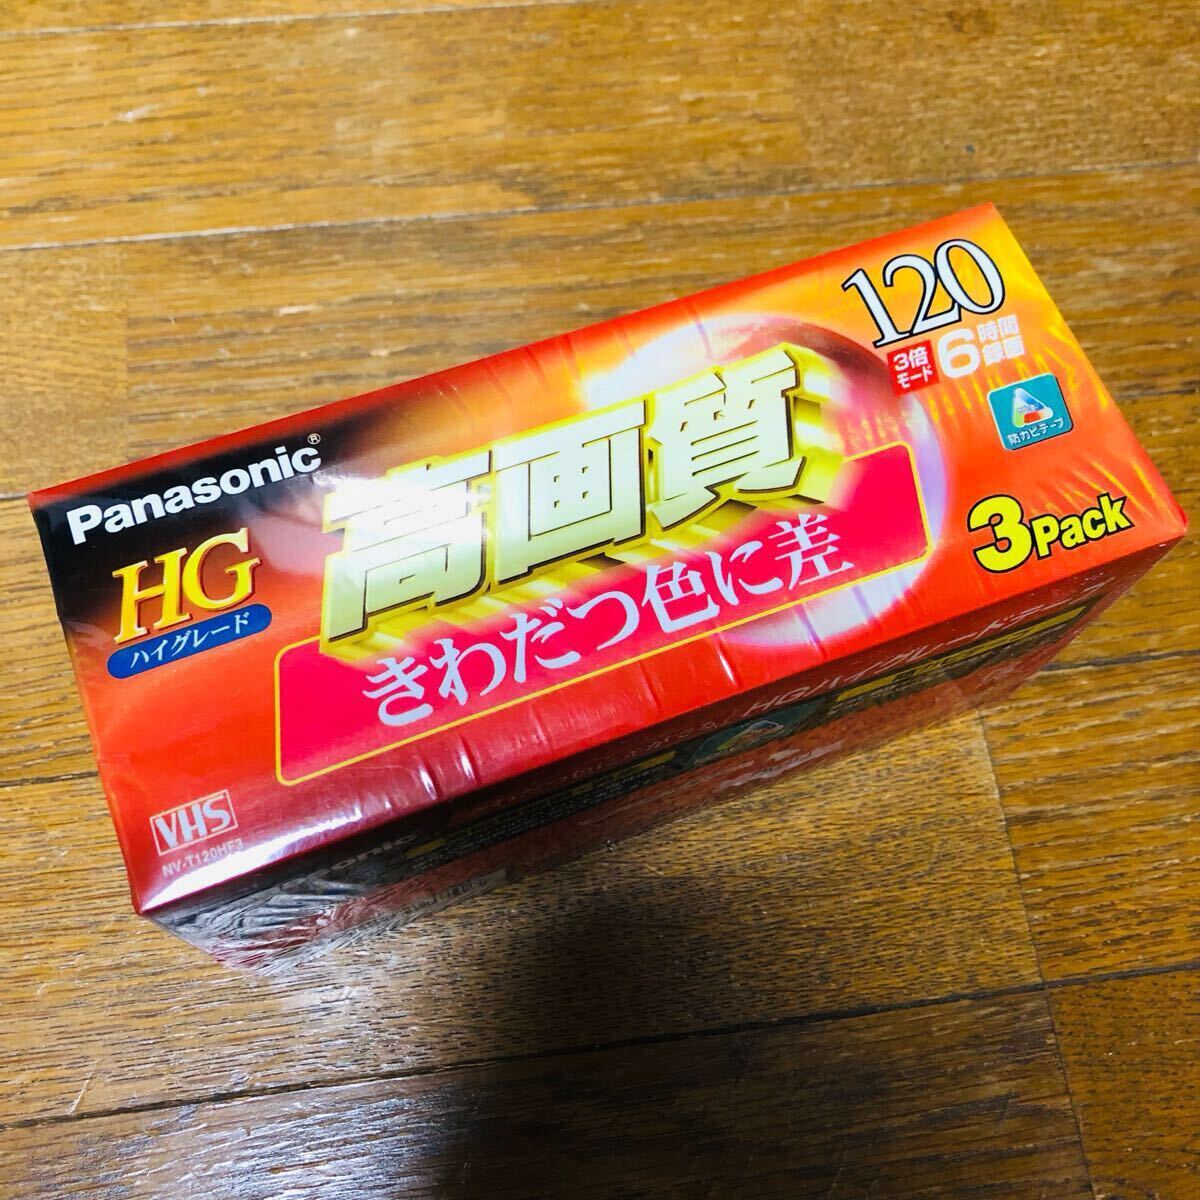 Panasonic®
HG
ハイグレード
高画質
きわだつ色に差
120
3倍モード
6時間録画
防カビテープ
3Pack
VHS
NV-T120HF3